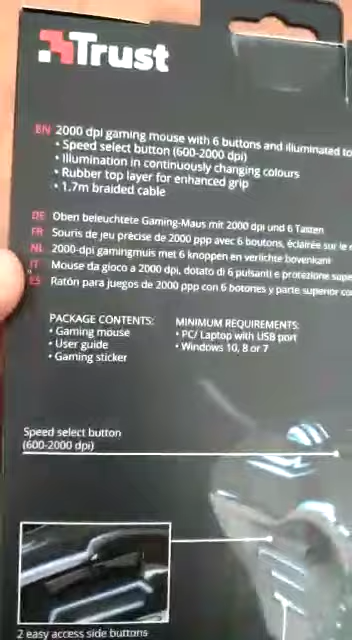 Trust
EN 2000 dpi gaming mouse with 6 buttons and illuminated to
• Speed select button (600-2000 dpi)
• Illumination in continuously changing colours
• Rubber top layer for enhanced grip
• 1.7m braided cable
DE Oben beleuchtete Gaming-Maus mit 2000 dpi und 6 Tasten
FR Souris de jeu précise de 2000 ppp avec 6 boutons, éclairée sur le
NL 2000-dpi gamingmuis met 6 knoppen en verlichte bovenkant
IT Mouse da gioco a 2000 dpi, dotato di 6 pulsanti e protezione supe
ES Ratón para juegos de 2000 ppp con 6 botones y parte superior co
PACKAGE CONTENTS:
• Gaming mouse
• User guide
• Gaming sticker
MINIMUM REQUIREMENTS:
• PC/ Laptop with USB port
• Windows 10, 8 or 7
Speed select button
(600-2000 dpi)
2 easy access side buttons